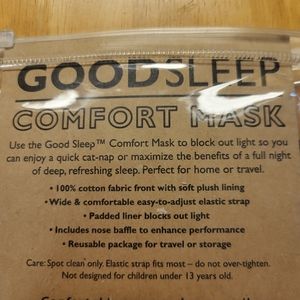 GOODSLEEP
COMFORT MASK
Use the Good Sleep™ Comfort Mask to block out light so you
can enjoy a quick cat-nap or maximize the benefits of a full night
of deep, refreshing sleep. Perfect for home or travel.
• 100% cotton fabric front with soft plush lining
• Wide & comfortable easy-to-adjust elastic strap
• Padded liner blocks out light
• Includes nose baffle to enhance performance
• Reusable package for travel or storage
Care: Spot clean only. Elastic strap fits most – do not over-tighten.
Not designed for children under 13 years old.